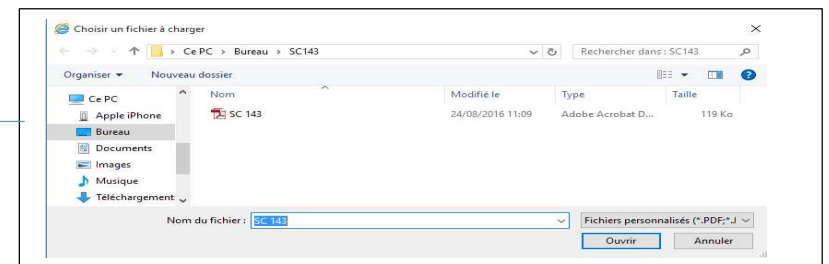 Choisir un fichier à charger
> Ce PC > Bureau > SC143
Rechercher dans : SC143
Organiser
Nouveau dossier
Nom
Modifié le
Type
Taille
Ce PC
Apple iPhone
Bureau
Documents
Images
Musique
Téléchargement
SC 143
24/08/2016 11:09
Adobe Acrobat D...
119 Ko
Nom du fichier :
SC 143
Fichiers personnalisés (*.PDF;*.J
Ouvrir
Annuler